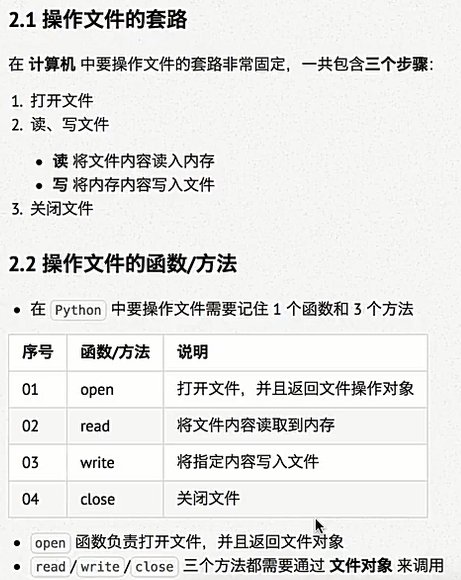 2.1 操作文件的套路
在 计算机 中要操作文件的套路非常固定，一共包含三个步骤：
1. 打开文件
2. 读、写文件
• 读 将文件内容读入内存
• 写 将内存内容写入文件
3. 关闭文件
2.2 操作文件的函数/方法
• 在 Python 中要操作文件需要记住 1 个函数和 3 个方法
序号 函数/方法 说明
01 open 打开文件，并且返回文件操作对象
02 read 将文件内容读取到内存
03 write 将指定内容写入文件
04 close 关闭文件
• open 函数负责打开文件，并且返回文件对象
• read/write/close 三个方法都需要通过 文件对象 来调用